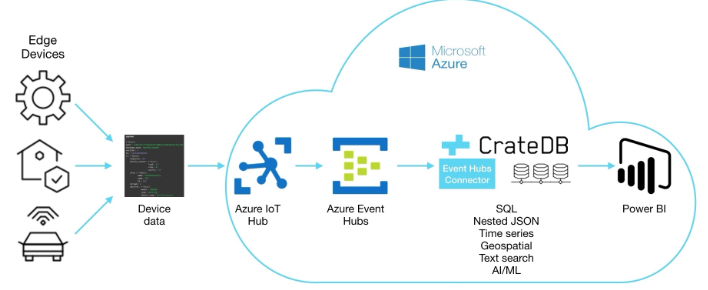 Edge
Devices
Microsoft
Azure
CrateDB
Event Hubs
Connector
Device
data
Azure IoT
Hub
Azure Event
Hubs
SQL
Nested JSON
Time series
Geospatial
Text search
AI/ML
Power BI